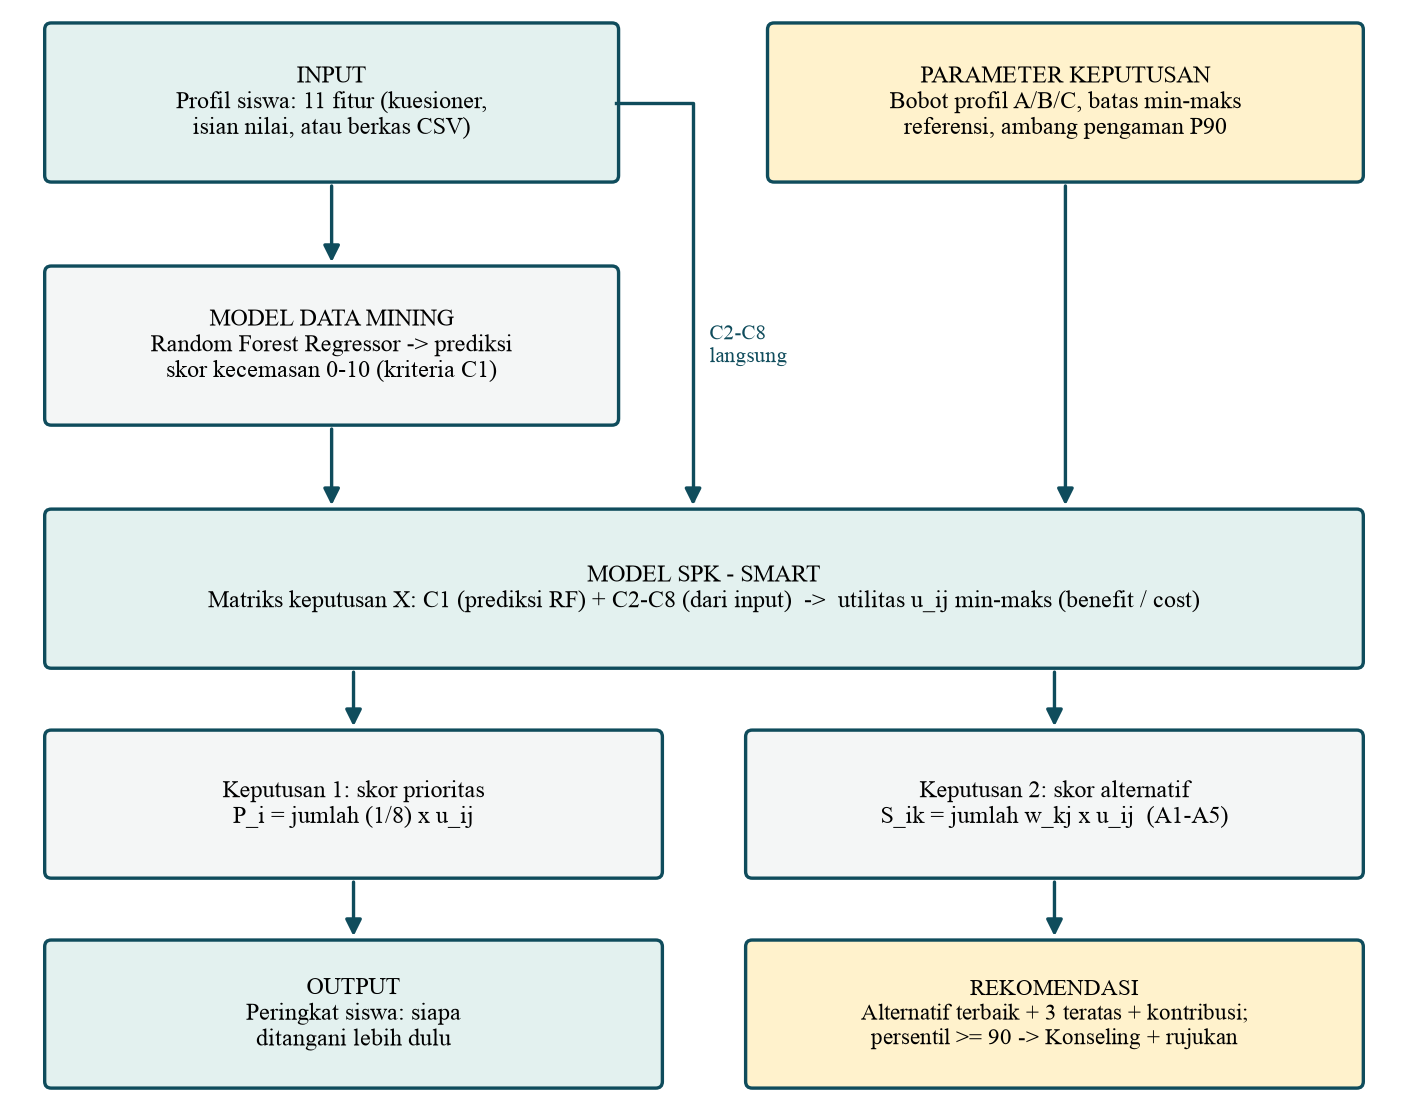 INPUT
Profil siswa: 11 fitur (kuesioner,
isian nilai, atau berkas CSV)
PARAMETER KEPUTUSAN
Bobot profil A/B/C, batas min-maks
referensi, ambang pengaman P90
MODEL DATA MINING
Random Forest Regressor -> prediksi
skor kecemasan 0-10 (kriteria C1)
C2-C8
langsung
MODEL SPK - SMART
Matriks keputusan X: C1 (prediksi RF) + C2-C8 (dari input) -> utilitas u_ij min-maks (benefit / cost)
Keputusan 1: skor prioritas
P_i = jumlah (1/8) x u_ij
Keputusan 2: skor alternatif
S_ik = jumlah w_kj x u_ij (A1-A5)
OUTPUT
Peringkat siswa: siapa
ditangani lebih dulu
REKOMENDASI
Alternatif terbaik + 3 teratas + kontribusi;
persentil >= 90 -> Konseling + rujukan